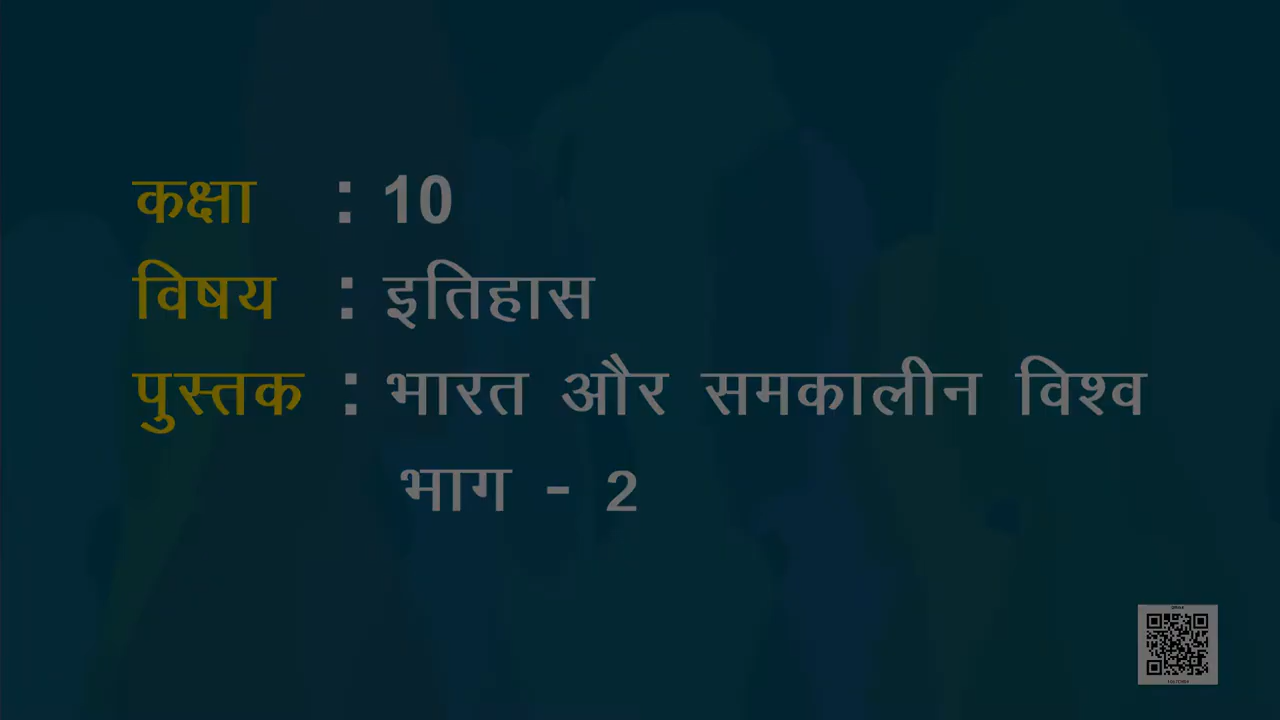 कक्षा : 10
विषय : इतिहास
पुस्तक : भारत और समकालीन विश्व
भाग - 2